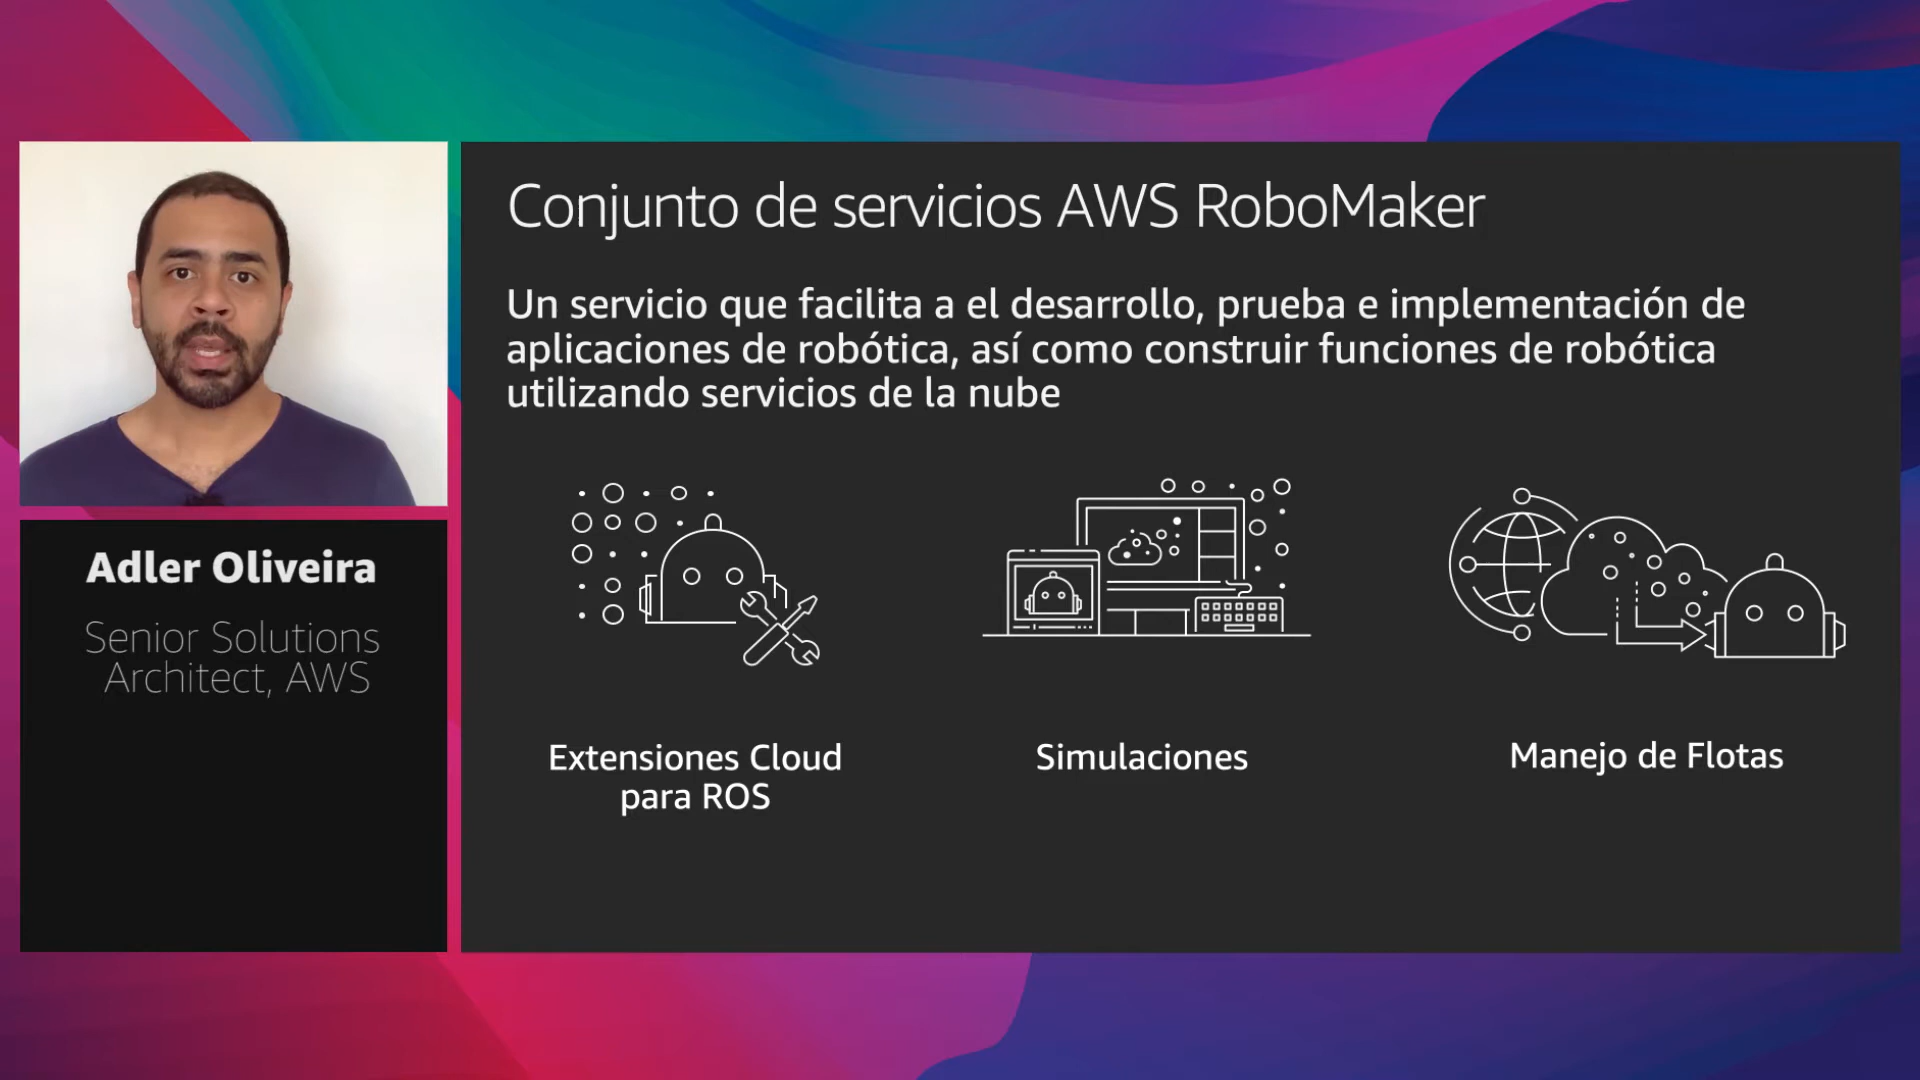 Adler Oliveira
Senior Solutions
Architect, AWS
Conjunto de servicios AWS RoboMaker
Un servicio que facilita a el desarrollo, prueba e implementación de
aplicaciones de robótica, así como construir funciones de robótica
utilizando servicios de la nube
Extensiones Cloud
para ROS
Simulaciones
Manejo de Flotas